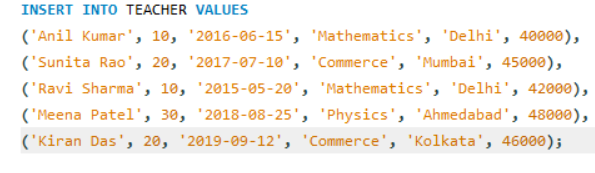 INSERT INTO TEACHER VALUES
('Anil Kumar', 10, '2016-06-15', 'Mathematics', 'Delhi', 40000),
('Sunita Rao', 20, '2017-07-10', 'Commerce', 'Mumbai', 45000),
('Ravi Sharma', 10, '2015-05-20', 'Mathematics', 'Delhi', 42000),
('Meena Patel', 30, '2018-08-25', 'Physics', 'Ahmedabad', 48000),
('Kiran Das', 20, '2019-09-12', 'Commerce', 'Kolkata', 46000);